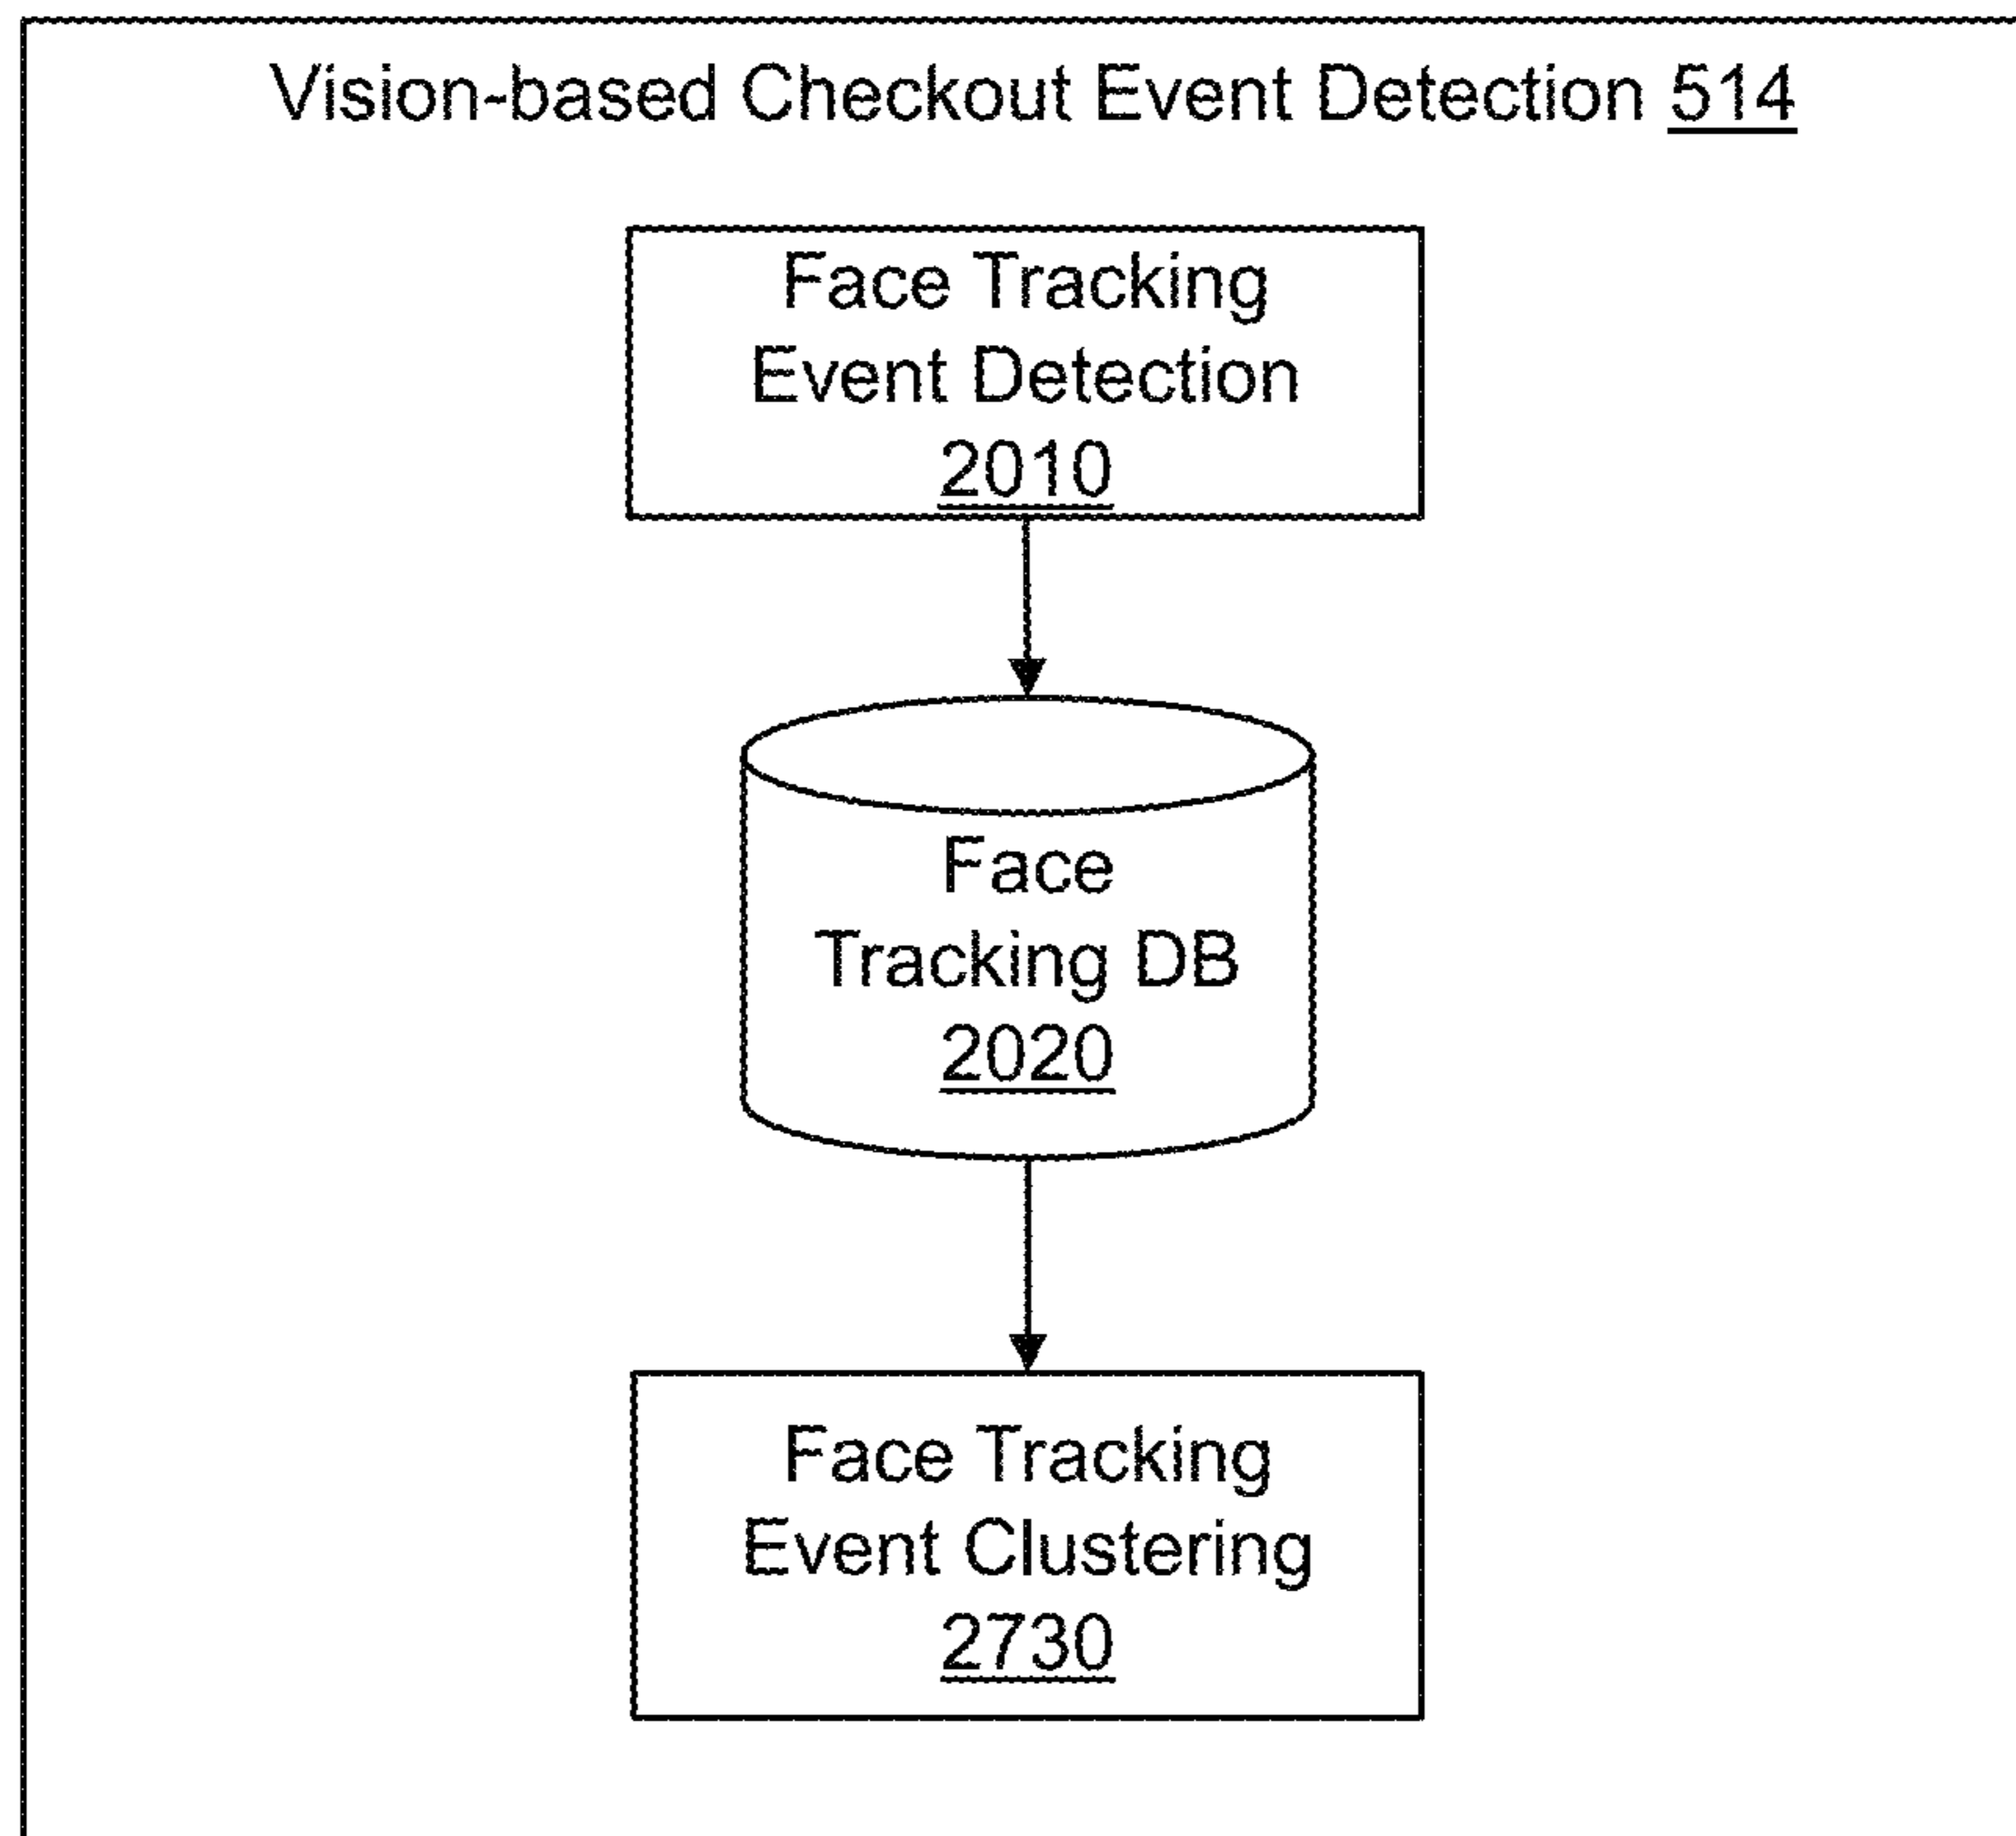 Vision-based Checkout Event Detection 514
Face Tracking
Event Detection
2010
Face
Tracking DB
2020
Face Tracking
Event Clustering
2730